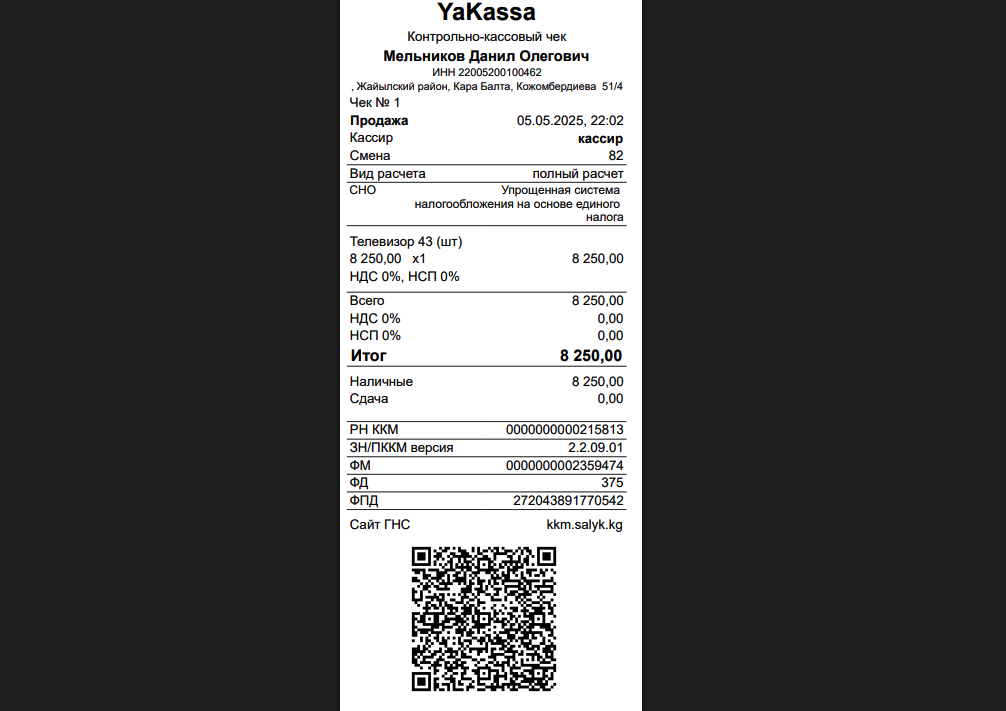 YaKassa
Контрольно-кассовый чек
Мельников Данил Олегович
ИНН 22005200100462
, Жайылский район, Кара Балта, Кожомбердиева 51/4
Чек № 1
Продажа 05.05.2025, 22:02
Кассир кассир
Смена 82
Вид расчета полный расчет
СНО Упрощенная система
налогообложения на основе единого
налога
Телевизор 43 (шт)
8 250,00 x1 8 250,00
НДС 0%, НСП 0%
Всего 8 250,00
НДС 0% 0,00
НСП 0% 0,00
Итог 8 250,00
Наличные 8 250,00
Сдача 0,00
РН ККМ 0000000000215813
ЗН/ПККМ версия 2.2.09.01
ФМ 0000000002359474
ФД 375
ФПД 272043891770542
Сайт ГНС kkm.salyk.kg